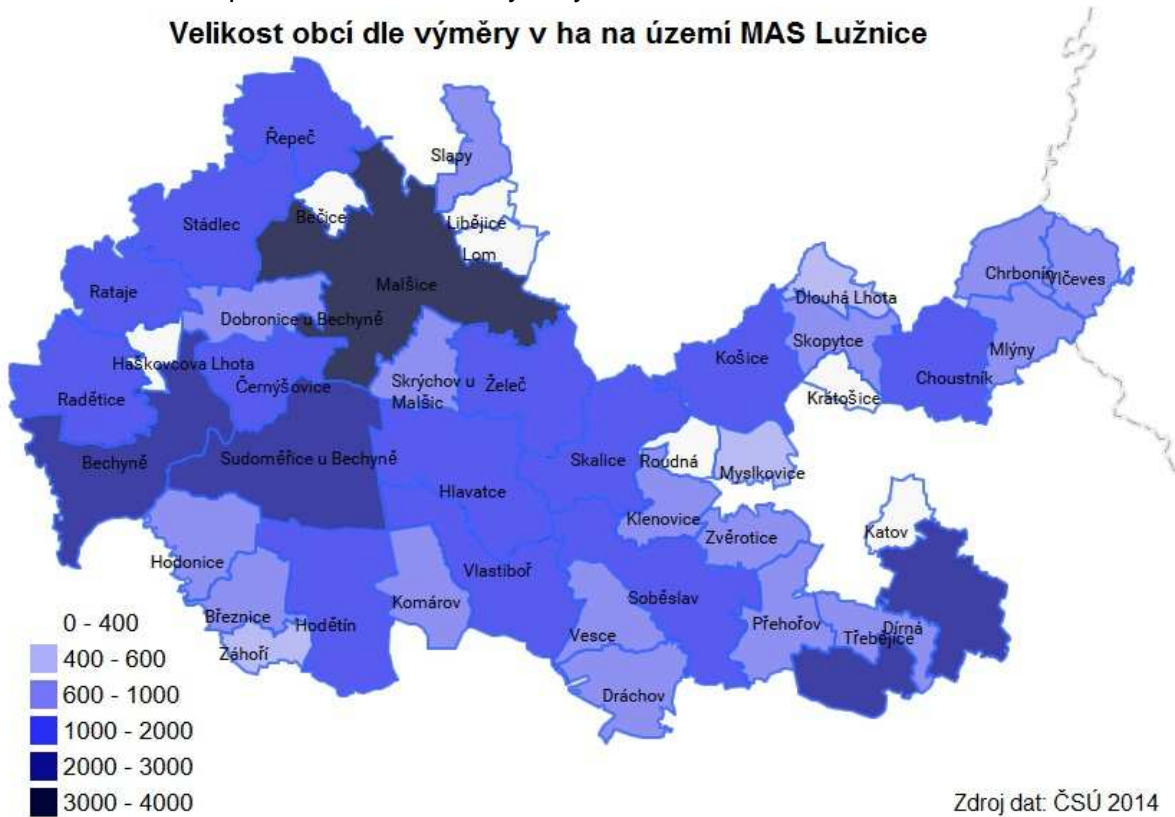 Velikost obcí dle výměry v ha na území MAS Lužnice
Řepeč
Slapy
Bečice
Stádlec
Libějice
Lom
Malšice
Rataje
Chrbonín
Vlčeves
Dlouhá Lhota
Dobronice u Bechyně
Skopytce
Mlýny
Haškovcova Lhota
Košice
Černýšovice
Skrýchov u
Malšic
Želeč
Choustník
Radětice
Krátošice
Bechyně
Sudoměřice u Bechyně
Skalice
Roudná
Myslkovice
Hlavatce
Klenovice
Zvěrotice
Katov
Hodonice
Vlastiboř
Komárov
Soběslav
Březnice
Hodětín
Vesce
Přehořov
Třebějice
Dírná
Záhoří
Dráchov
0 - 400
400 - 600
600 - 1000
1000 - 2000
2000 - 3000
3000 - 4000
Zdroj dat: ČSÚ 2014